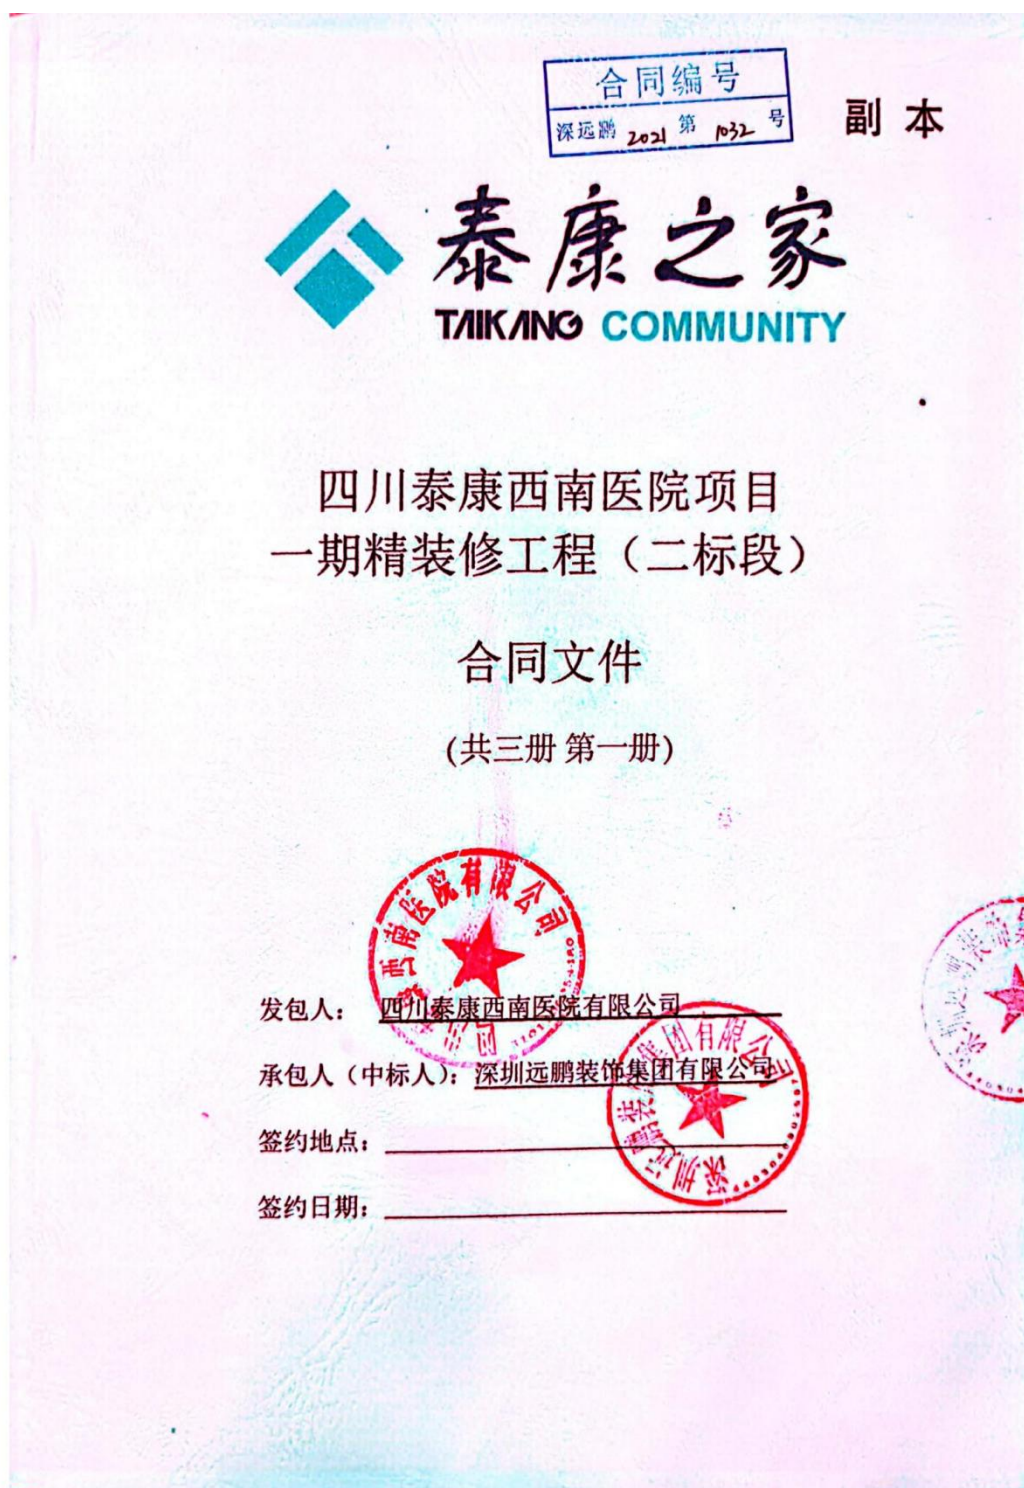 合同编号
深远鹏 2021 第 1032 号
副本
泰康之家
TAIKANG COMMUNITY
四川泰康西南医院项目
一期精装修工程（二标段）
合同文件
(共三册 第一册)
发包人： 四川泰康西南医院有限公司
承包人（中标人）：深圳远鹏装饰集团有限公司
签约地点：
签约日期：